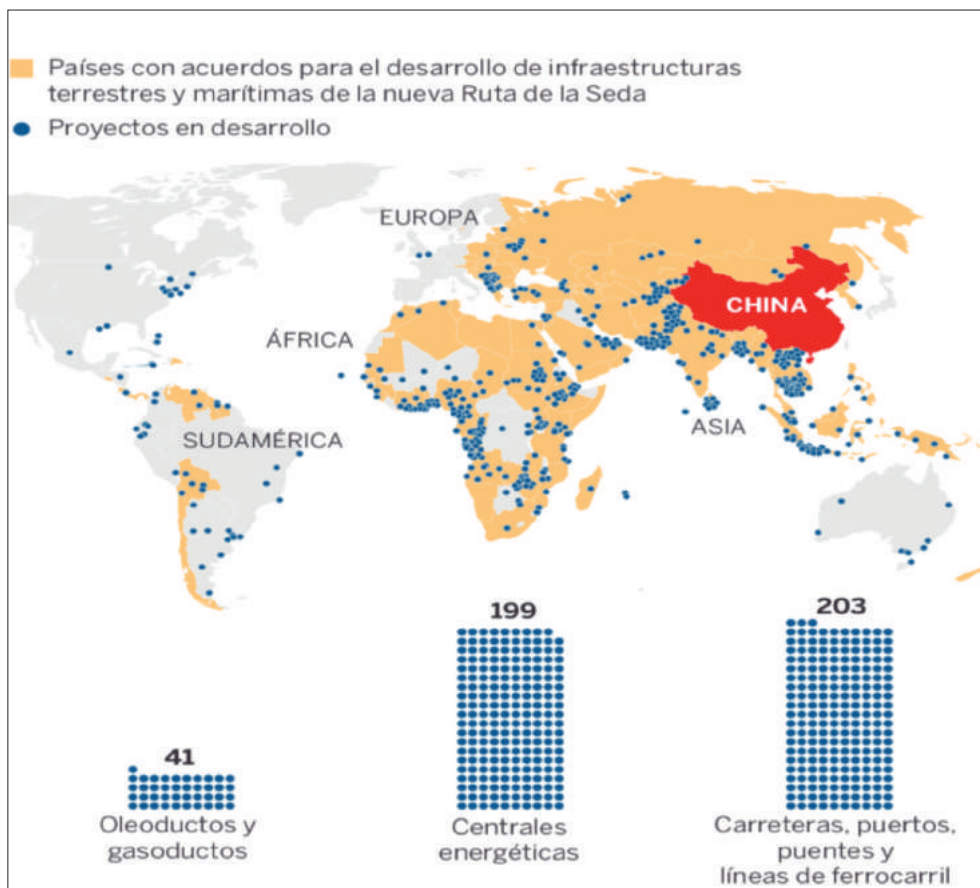 Países con acuerdos para el desarrollo de infraestructuras
terrestres y marítimas de la nueva Ruta de la Seda
Proyectos en desarrollo
EUROPA
CHINA
ÁFRICA
ASIA
SUDAMÉRICA
199
203
41
Oleoductos y
gasoductos
Centrales
energéticas
Carreteras, puertos,
puentes y
líneas de ferrocarril